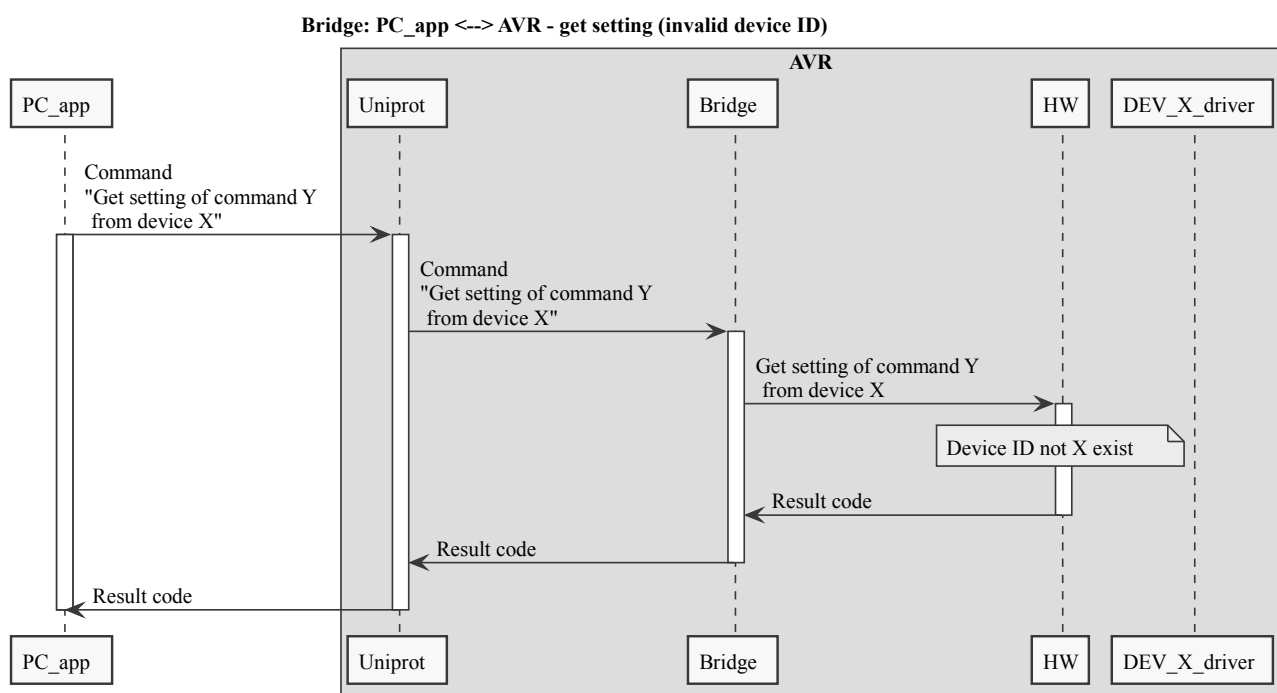 Bridge: PC_app <--> AVR - get setting (invalid device ID)
AVR
PC_app
Uniprot
Bridge
HW
DEV_X_driver
Command
"Get setting of command Y
from device X"
Command
"Get setting of command Y
from device X"
Get setting of command Y
from device X
Device ID not X exist
Result code
Result code
Result code
PC_app
Uniprot
Bridge
HW
DEV_X_driver